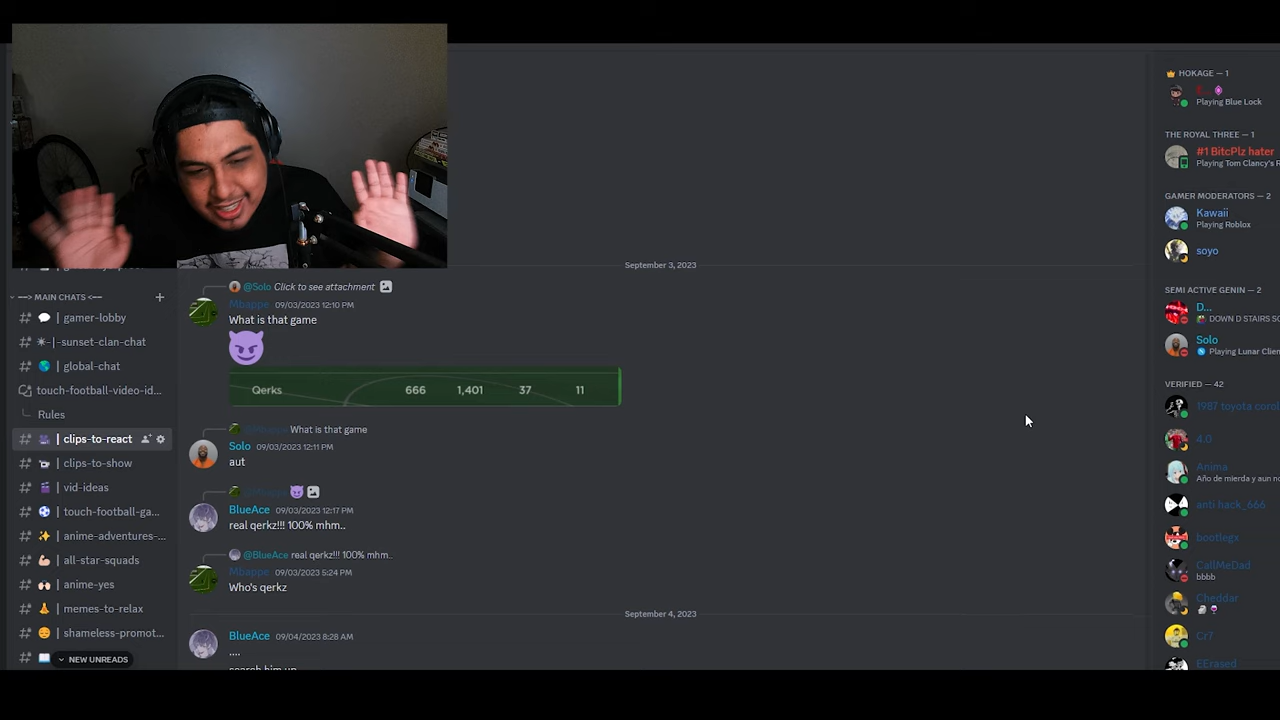 MAIN CHATS
gamer-lobby
-|-sunset-clan-chat
global-chat
touch-football-video-id...
Rules
clips-to-react
clips-to-show
vid-ideas
touch-football-ga...
anime-adventures-...
all-star-squads
anime-yes
memes-to-relax
shameless-promot...
NEW UNREADS
September 3, 2023
@Solo Click to see attachment
Mbappe 09/03/2023 12:10 PM
What is that game
Qerks 666 1,401 37 11
What is that game
Solo 09/03/2023 12:11 PM
aut
BlueAce 09/03/2023 12:17 PM
real qerkz!!! 100% mhm..
@BlueAce real qerkz!!! 100% mhm..
Mbappe 09/03/2023 5:24 PM
Who's qerkz
September 4, 2023
BlueAce 09/04/2023 8:28 AM
....
search him up
HOKAGE — 1
Playing Blue Lock
THE ROYAL THREE — 1
#1 BitcPlz hater
Playing Tom Clancy's R
GAMER MODERATORS — 2
Kawaii
Playing Roblox
soyo
SEMI ACTIVE GENIN — 2
D...
DOWN D STAIRS SO
Solo
Playing Lunar Clien
VERIFIED — 42
1987 toyota corol
4.0
Anima
Año de mierda y aun no
anti hack_666
bootlegx
CallMeDad
bbbb
Cheddar
Cr7
EErased